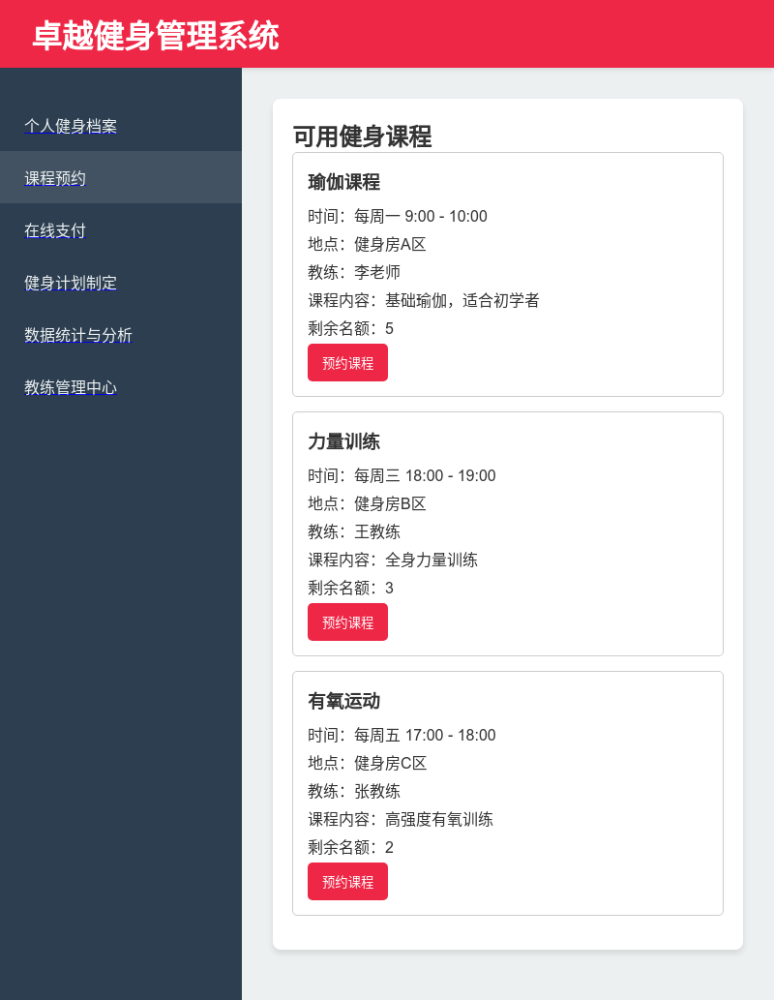 卓越健身管理系统
个人健身档案
课程预约
在线支付
健身计划制定
数据统计与分析
教练管理中心
可用健身课程
瑜伽课程
时间：每周一 9:00 - 10:00
地点：健身房A区
教练：李老师
课程内容：基础瑜伽，适合初学者
剩余名额：5
预约课程
力量训练
时间：每周三 18:00 - 19:00
地点：健身房B区
教练：王教练
课程内容：全身力量训练
剩余名额：3
预约课程
有氧运动
时间：每周五 17:00 - 18:00
地点：健身房C区
教练：张教练
课程内容：高强度有氧训练
剩余名额：2
预约课程